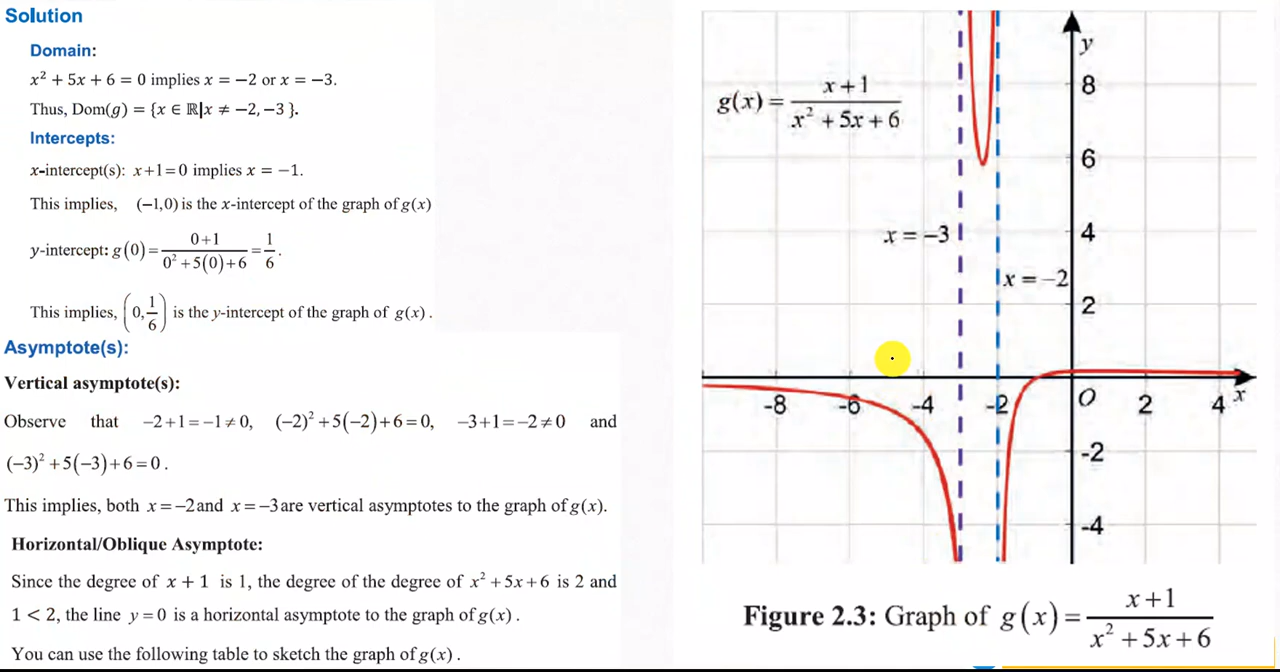 Solution
Domain:
x² + 5x + 6 = 0 implies x = −2 or x = −3.
Thus, Dom(g) = {x ∈ ℝ|x ≠ −2, −3 }.
Intercepts:
x-intercept(s): x+1=0 implies x = −1.
This implies, (−1,0) is the x-intercept of the graph of g(x)
y-intercept: g(0) = (0+1)/(0² +5(0)+6) = 1/6.
This implies, (0, 1/6) is the y-intercept of the graph of g(x).
Asymptote(s):
Vertical asymptote(s):
Observe that −2+1=−1≠0, (−2)² +5(−2)+6=0, −3+1=−2≠0 and
(−3)² +5(−3)+6=0.
This implies, both x=−2 and x=−3 are vertical asymptotes to the graph of g(x).
Horizontal/Oblique Asymptote:
Since the degree of x + 1 is 1, the degree of the degree of x² +5x+6 is 2 and
1 < 2, the line y=0 is a horizontal asymptote to the graph of g(x).
You can use the following table to sketch the graph of g(x).
y
8
g(x) = (x+1)/(x² +5x+6)
6
x=−3
4
x=−2
2
-8 -6 -4 -2 O 2 4 x
-2
-4
Figure 2.3: Graph of g(x) = (x+1)/(x² +5x+6)